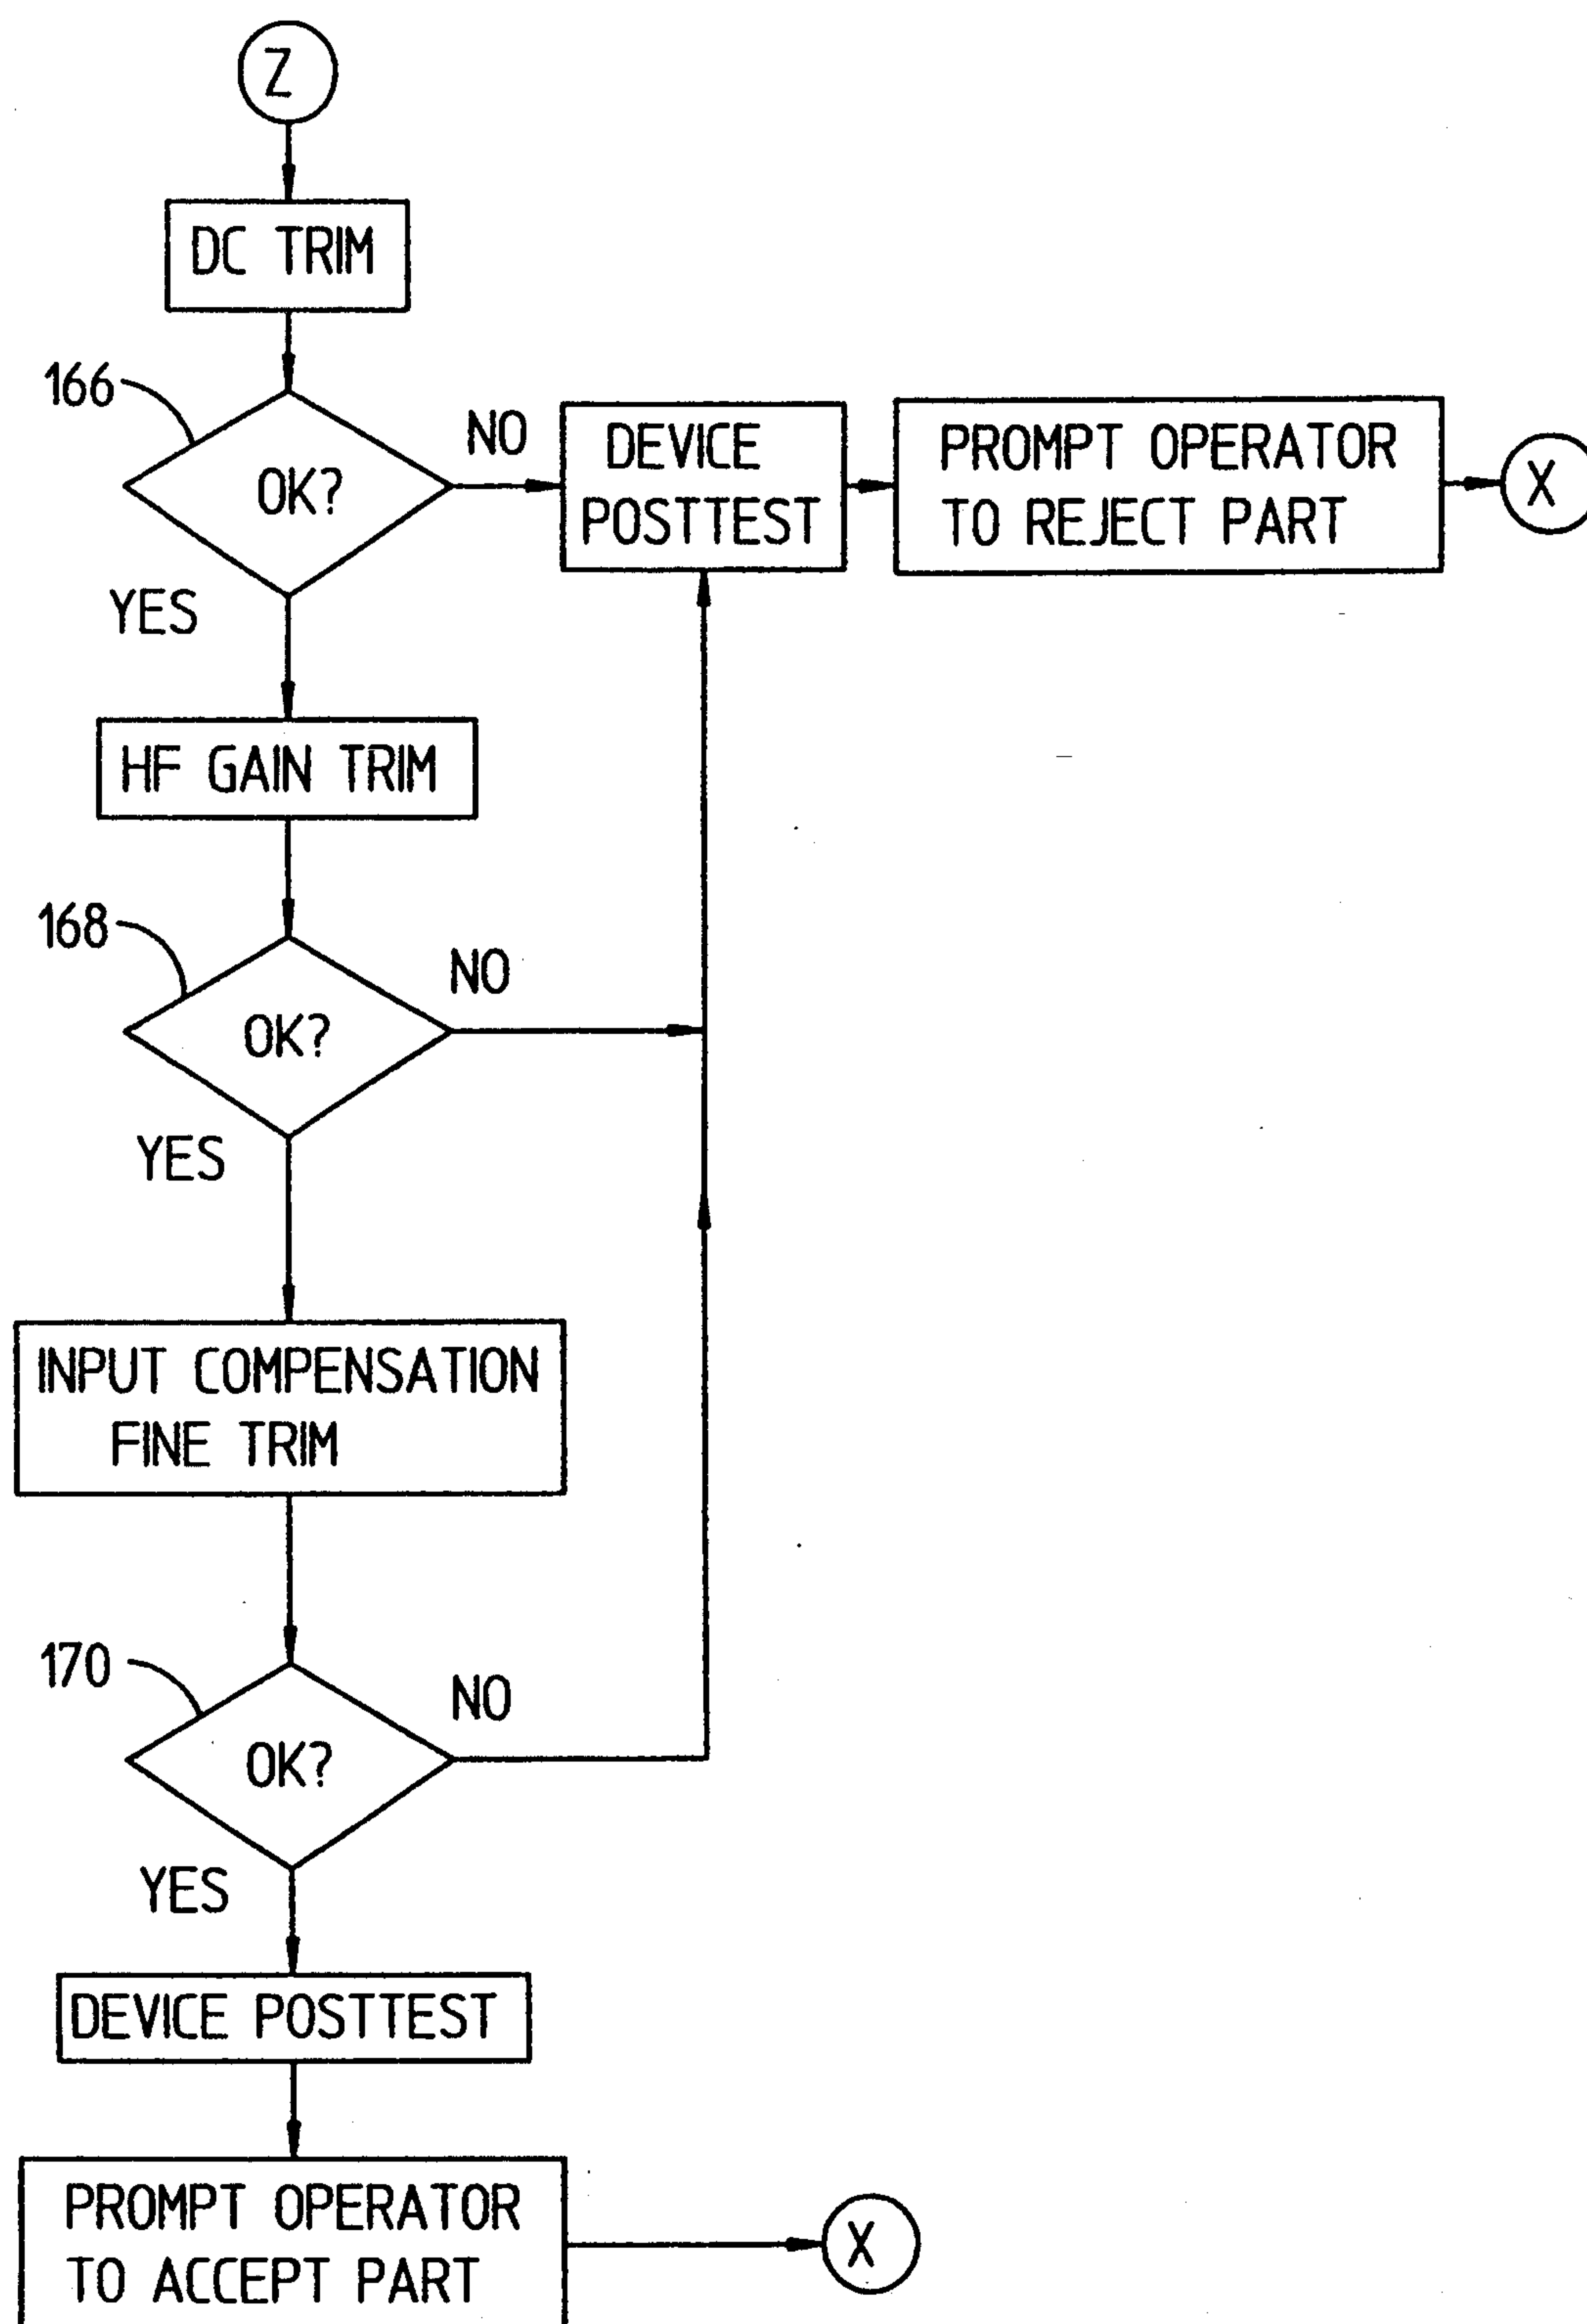 Z
DC TRIM
166
OK?
NO
DEVICE
POSTTEST
PROMPT OPERATOR
TO REJECT PART
X
YES
HF GAIN TRIM
168
OK?
NO
YES
INPUT COMPENSATION
FINE TRIM
170
OK?
NO
YES
DEVICE POSTTEST
PROMPT OPERATOR
TO ACCEPT PART
X